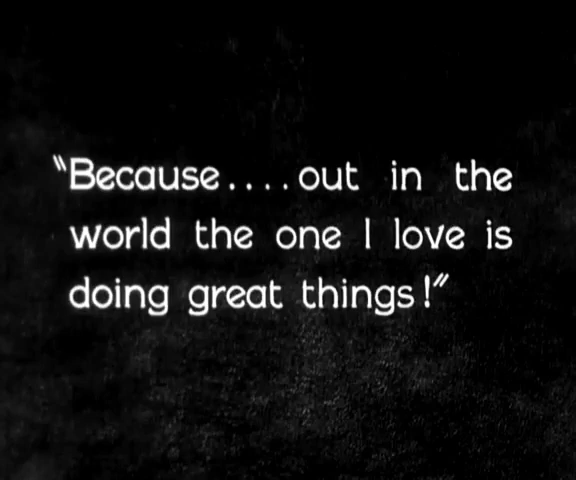 "Because....out in the
world the one I love is
doing great things!"